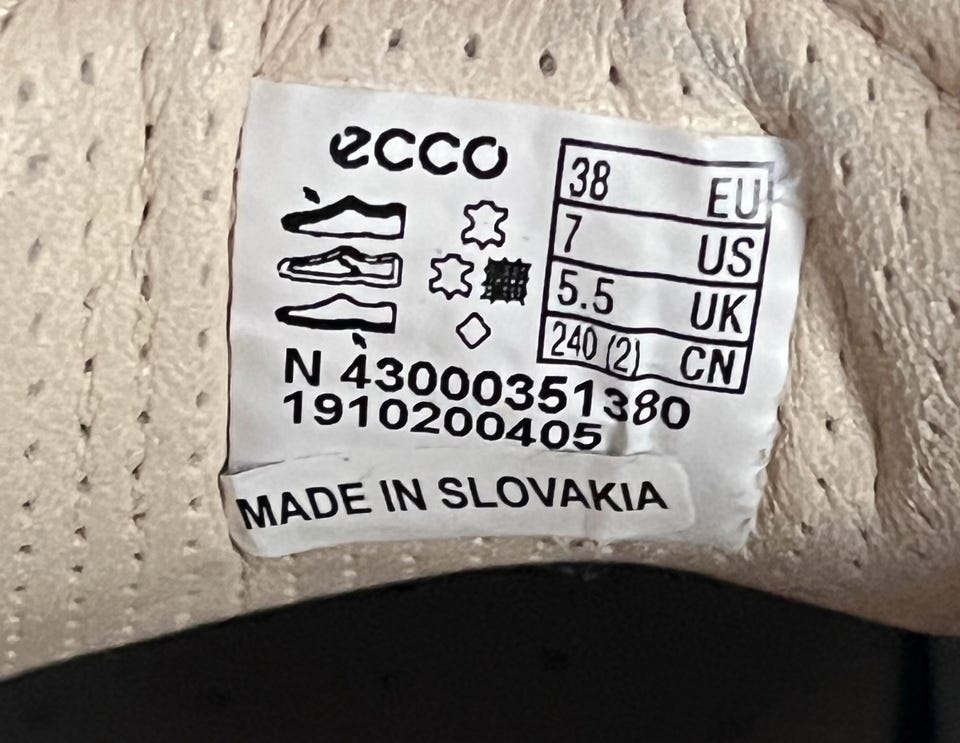 ecco
38 EU
7 US
5.5 UK
240 (2) CN
N 43000351380
1910200405
MADE IN SLOVAKIA